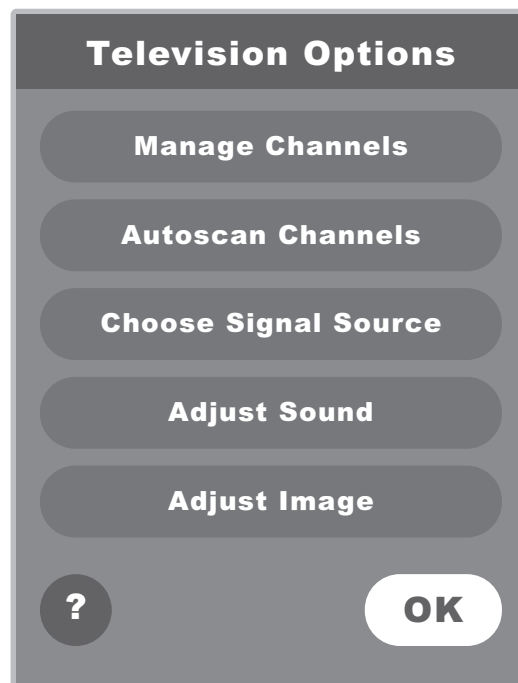 Television Options
Manage Channels
Autoscan Channels
Choose Signal Source
Adjust Sound
Adjust Image
?
OK